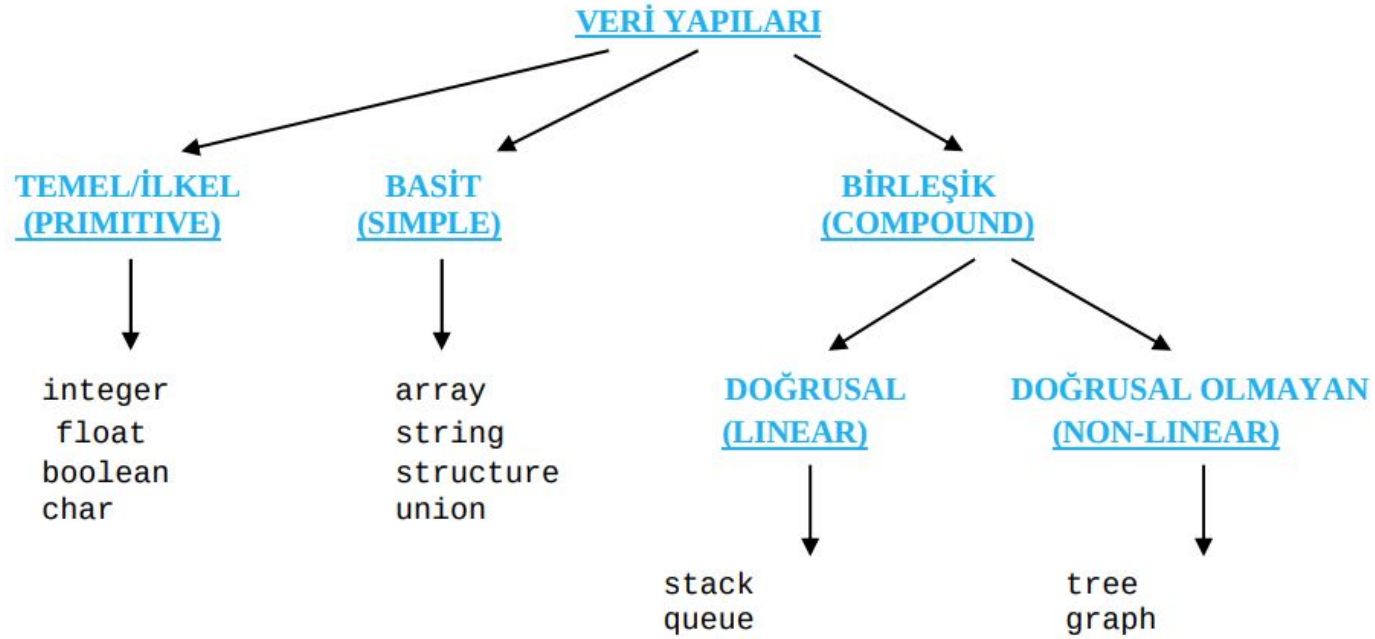 VERİ YAPILARI
TEMEL/İLKEL
(PRIMITIVE)
BASİT
(SIMPLE)
BİRLEŞİK
(COMPOUND)
integer
float
boolean
char
array
string
structure
union
DOĞRUSAL
(LINEAR)
DOĞRUSAL OLMAYAN
(NON-LINEAR)
stack
queue
tree
graph